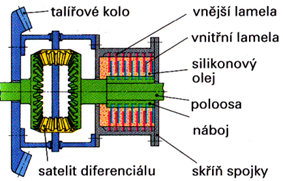 talířové kolo
vnější lamela
vnitřní lamela
silikonový
olej
poloosa
náboj
satelit diferenciálu
skříň spojky